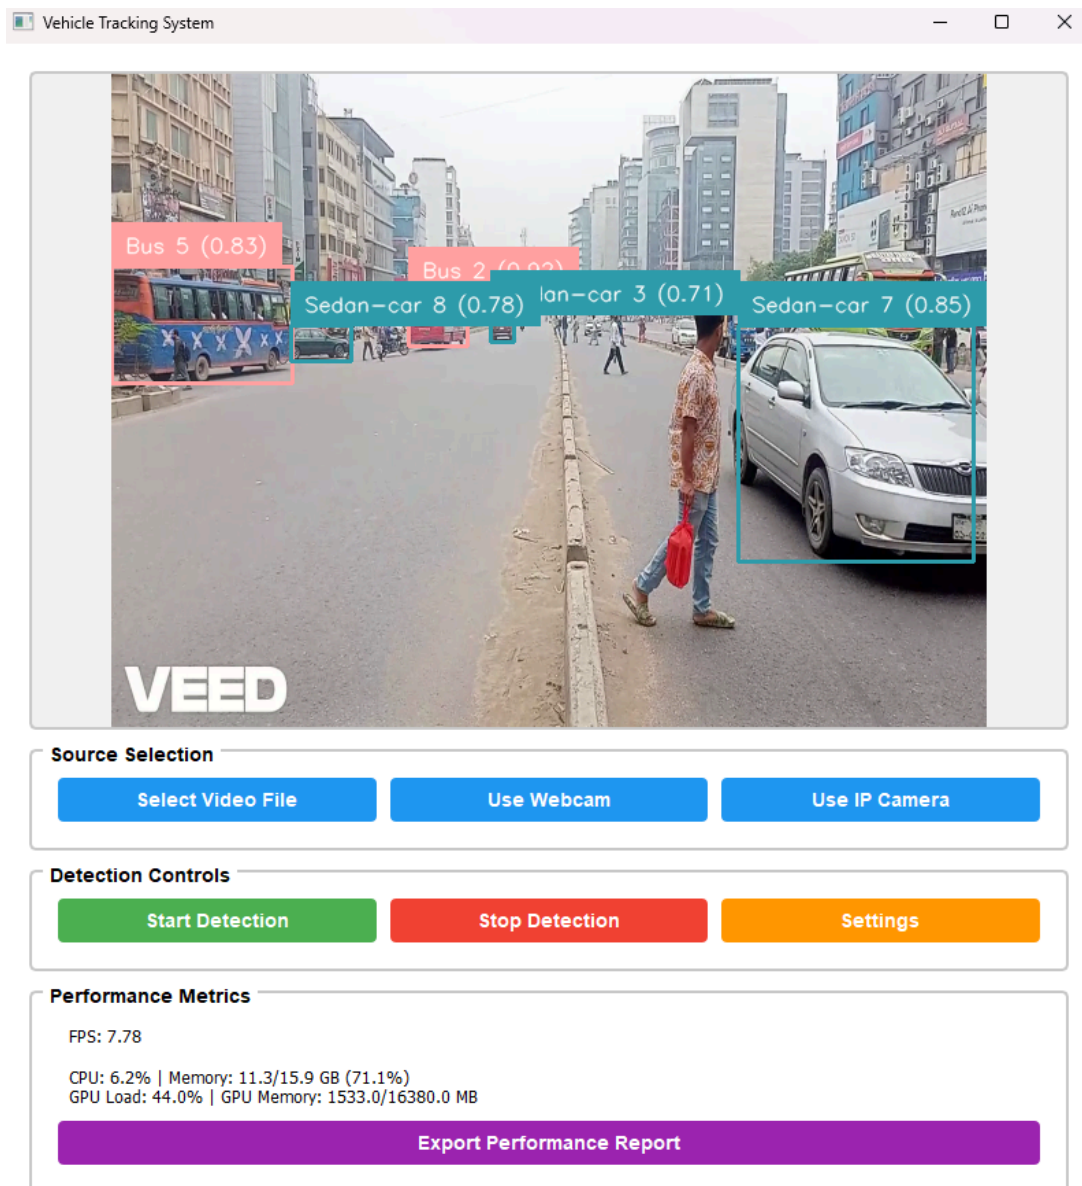 Vehicle Tracking System
Bus 5 (0.83)
Bus 2 (0.92)
Sedan-car 8 (0.78)
dan-car 3 (0.71)
Sedan-car 7 (0.85)
VEED
Source Selection
Select Video File
Use Webcam
Use IP Camera
Detection Controls
Start Detection
Stop Detection
Settings
Performance Metrics
FPS: 7.78
CPU: 6.2% | Memory: 11.3/15.9 GB (71.1%)
GPU Load: 44.0% | GPU Memory: 1533.0/16380.0 MB
Export Performance Report